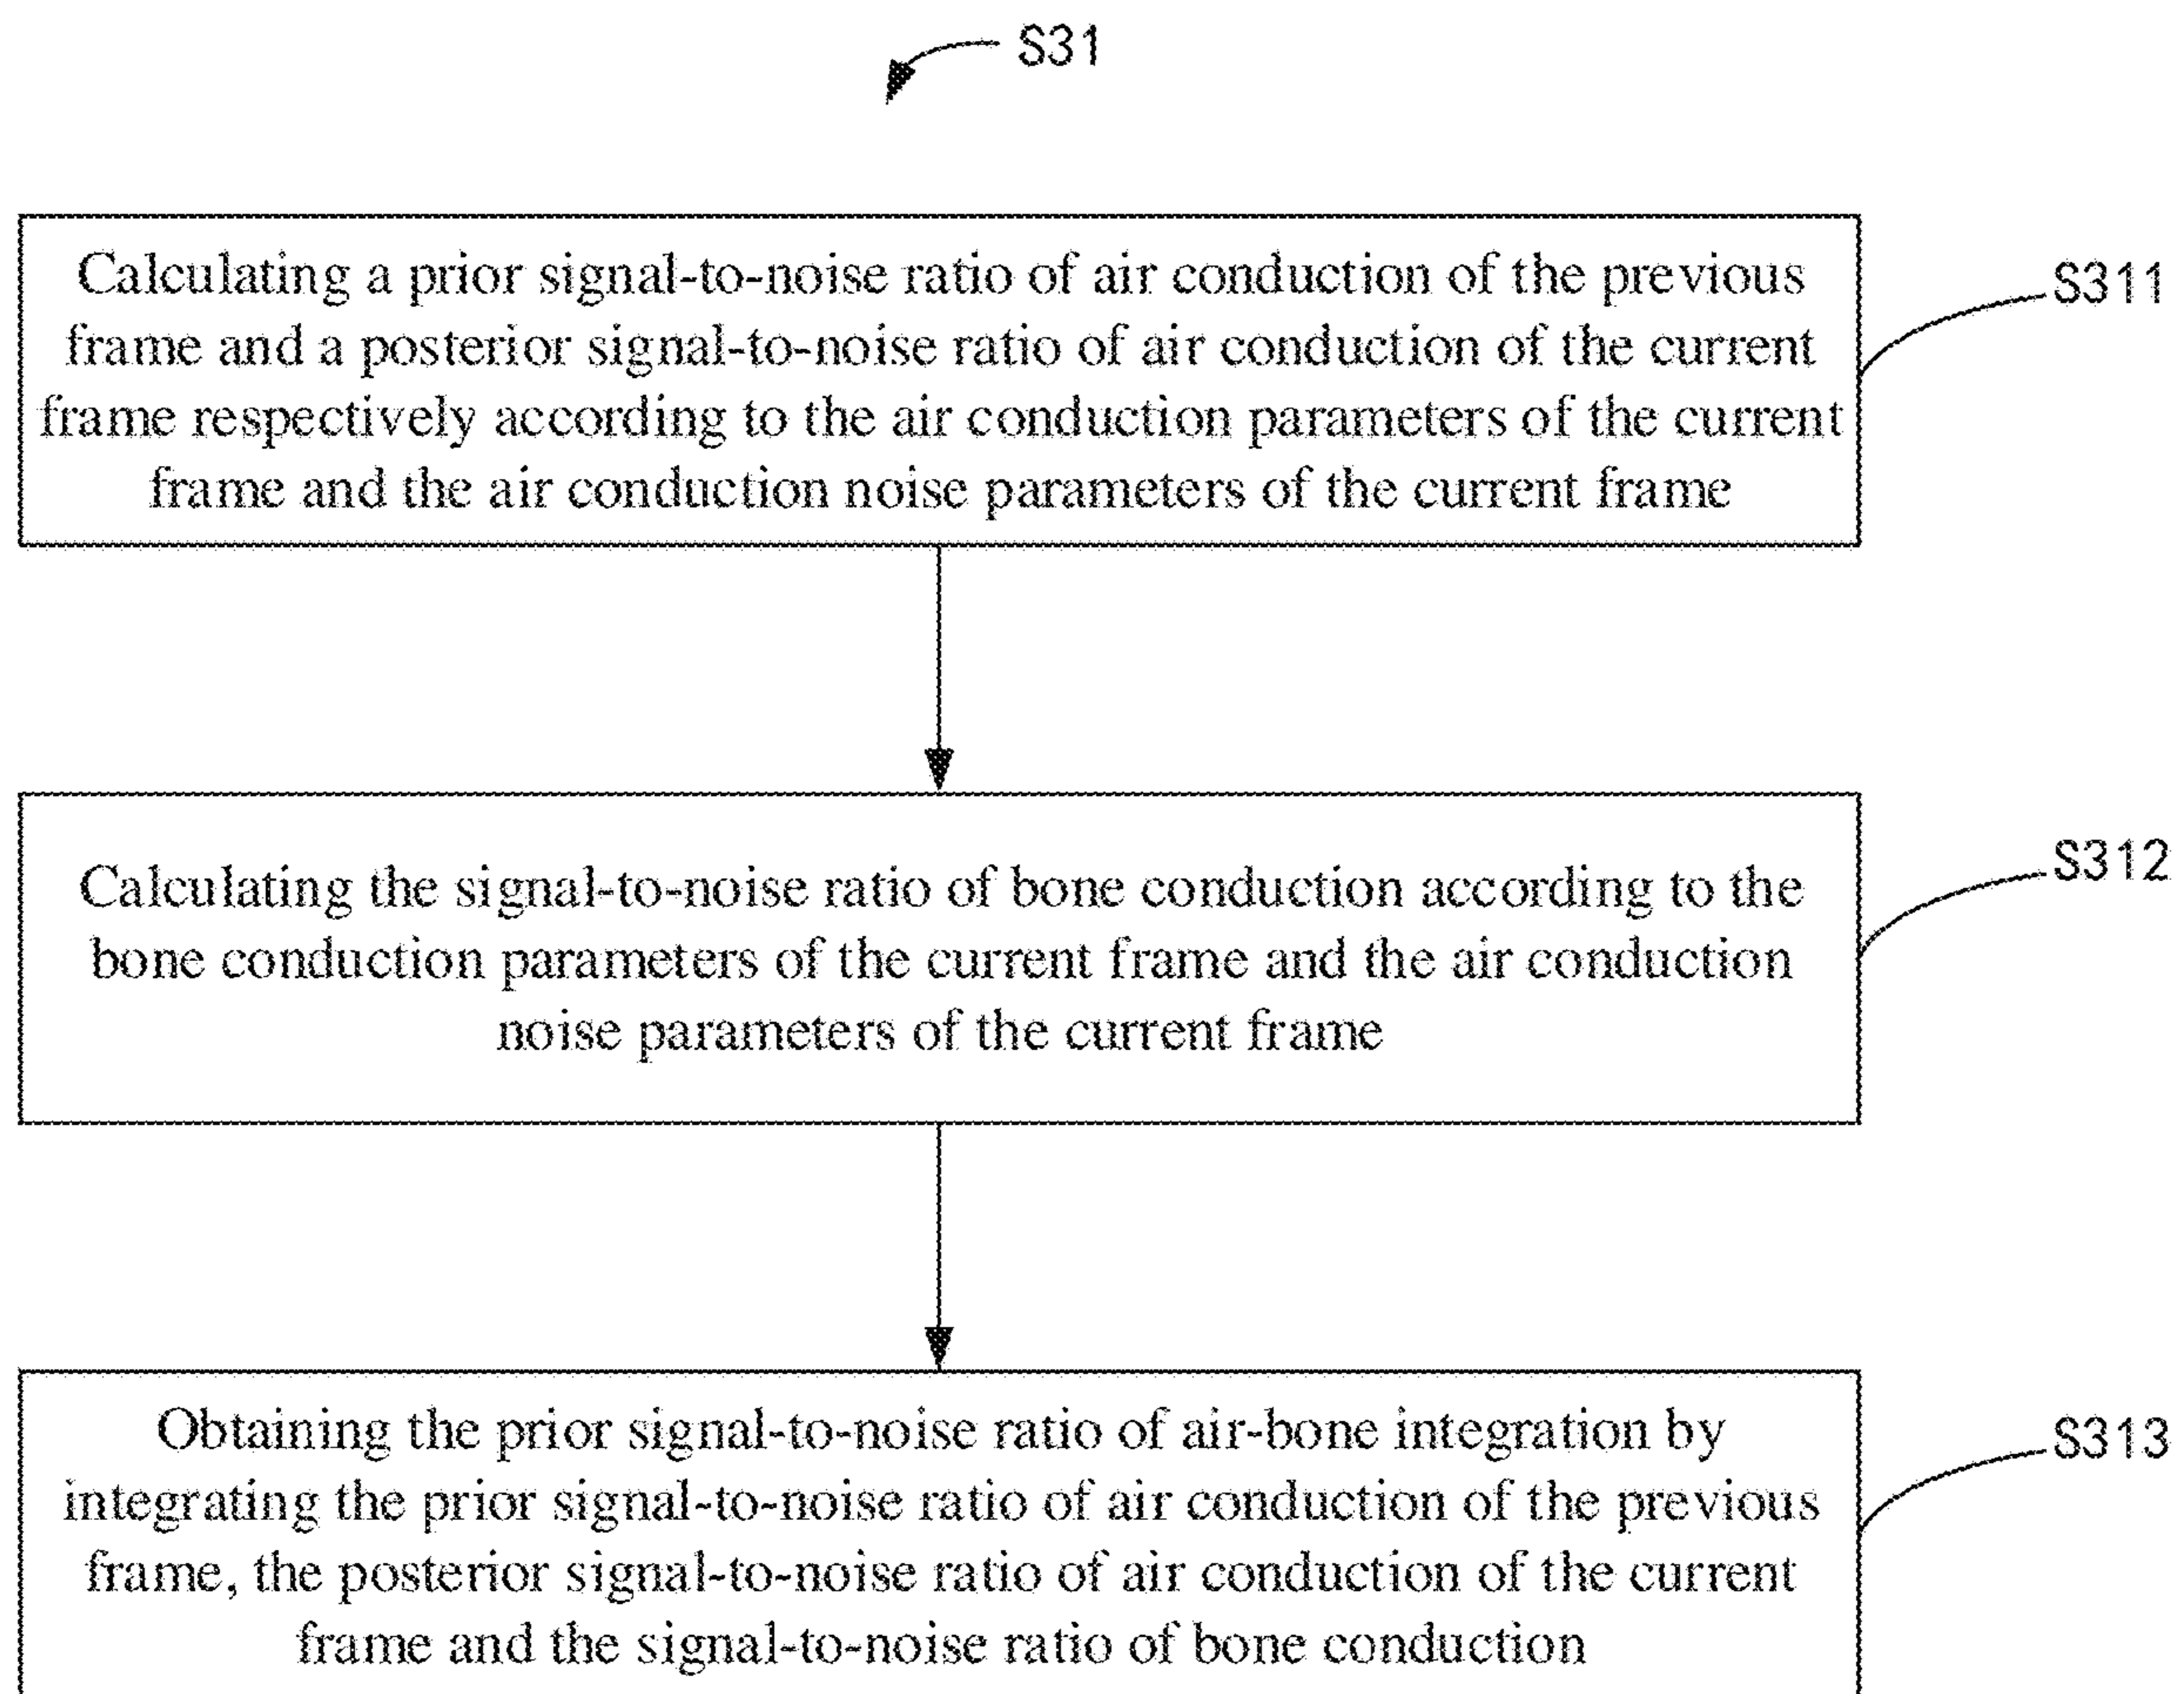 S31
Calculating a prior signal-to-noise ratio of air conduction of the previous
frame and a posterior signal-to-noise ratio of air conduction of the current
frame respectively according to the air conduction parameters of the current
frame and the air conduction noise parameters of the current frame
S311
Calculating the signal-to-noise ratio of bone conduction according to the
bone conduction parameters of the current frame and the air conduction
noise parameters of the current frame
S312
Obtaining the prior signal-to-noise ratio of air-bone integration by
integrating the prior signal-to-noise ratio of air conduction of the previous
frame, the posterior signal-to-noise ratio of air conduction of the current
frame and the signal-to-noise ratio of bone conduction
S313